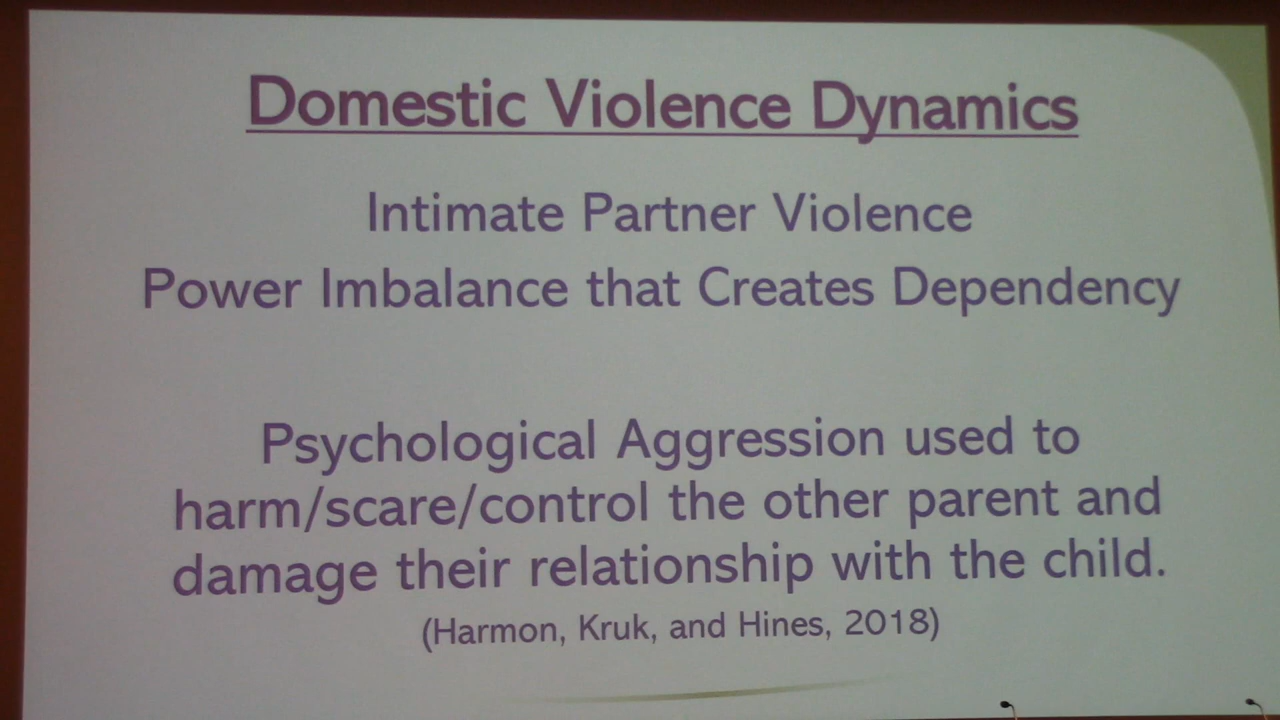 Domestic Violence Dynamics
Intimate Partner Violence
Power Imbalance that Creates Dependency
Psychological Aggression used to
harm/scare/control the other parent and
damage their relationship with the child.
(Harmon, Kruk, and Hines, 2018)